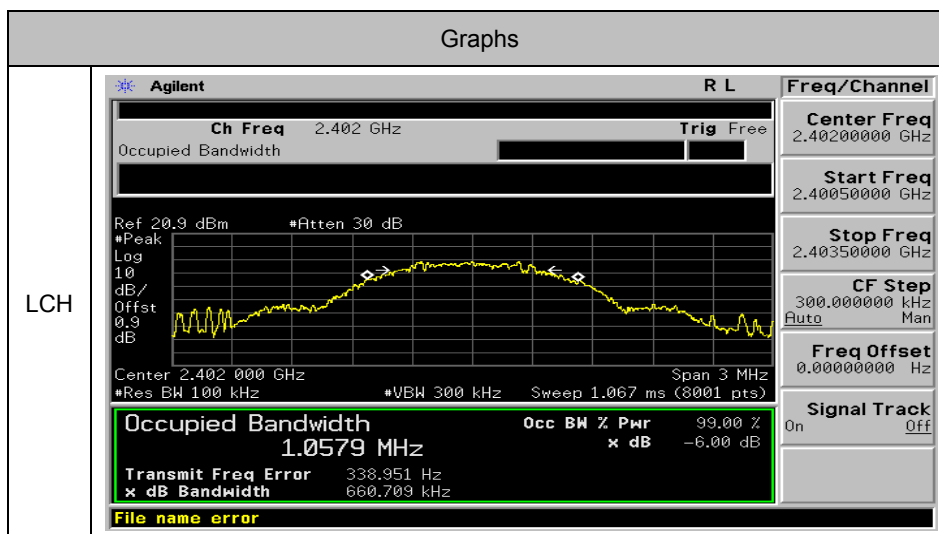 Graphs
LCH
Agilent R L
Ch Freq 2.402 GHz Trig Free
Occupied Bandwidth
Ref 20.9 dBm #Atten 30 dB
#Peak
Log
10
dB/
Offst
0.9
dB
Center 2.402 000 GHz Span 3 MHz
#Res BW 100 kHz #VBW 300 kHz Sweep 1.067 ms (8001 pts)
Occupied Bandwidth Occ BW % Pwr 99.00 %
1.0579 MHz x dB -6.00 dB
Transmit Freq Error 338.951 Hz
x dB Bandwidth 660.709 kHz
File name error
Freq/Channel
Center Freq
2.40200000 GHz
Start Freq
2.40050000 GHz
Stop Freq
2.40350000 GHz
CF Step
300.000000 kHz
Auto Man
Freq Offset
0.00000000 Hz
Signal Track
On Off